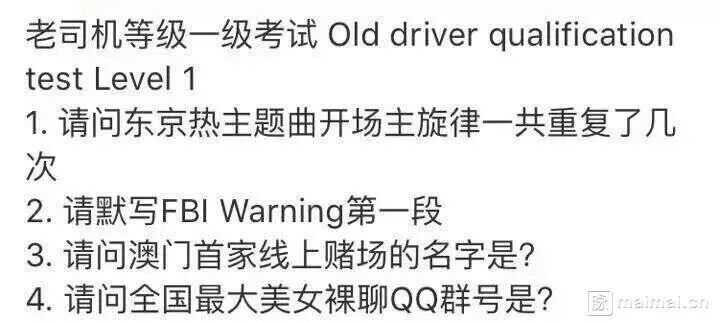 老司机等级一级考试 Old driver qualification
test Level 1
1. 请问东京热主题曲开场主旋律一共重复了几
次
2. 请默写FBI Warning第一段
3. 请问澳门首家线上赌场的名字是?
4. 请问全国最大美女裸聊QQ群号是?
脉 maimai.cn